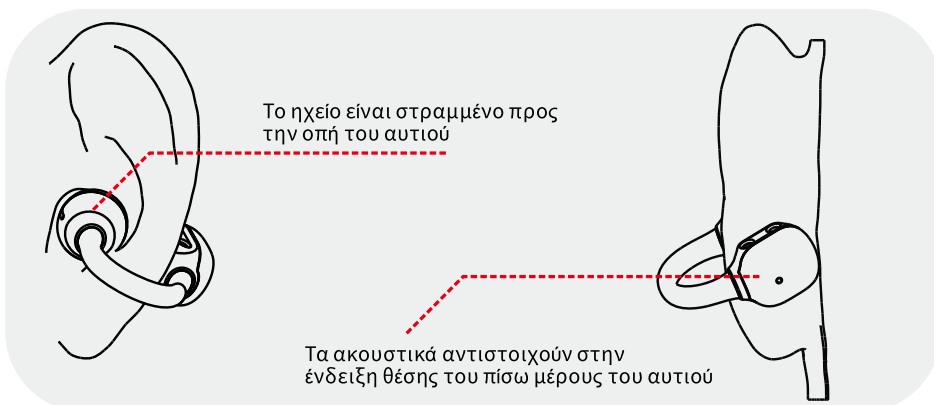 Το ηχείο είναι στραμμένο προς
την οπή του αυτιού
Τα ακουστικά αντιστοιχούν στην
ένδειξη θέσης του πίσω μέρους του αυτιού